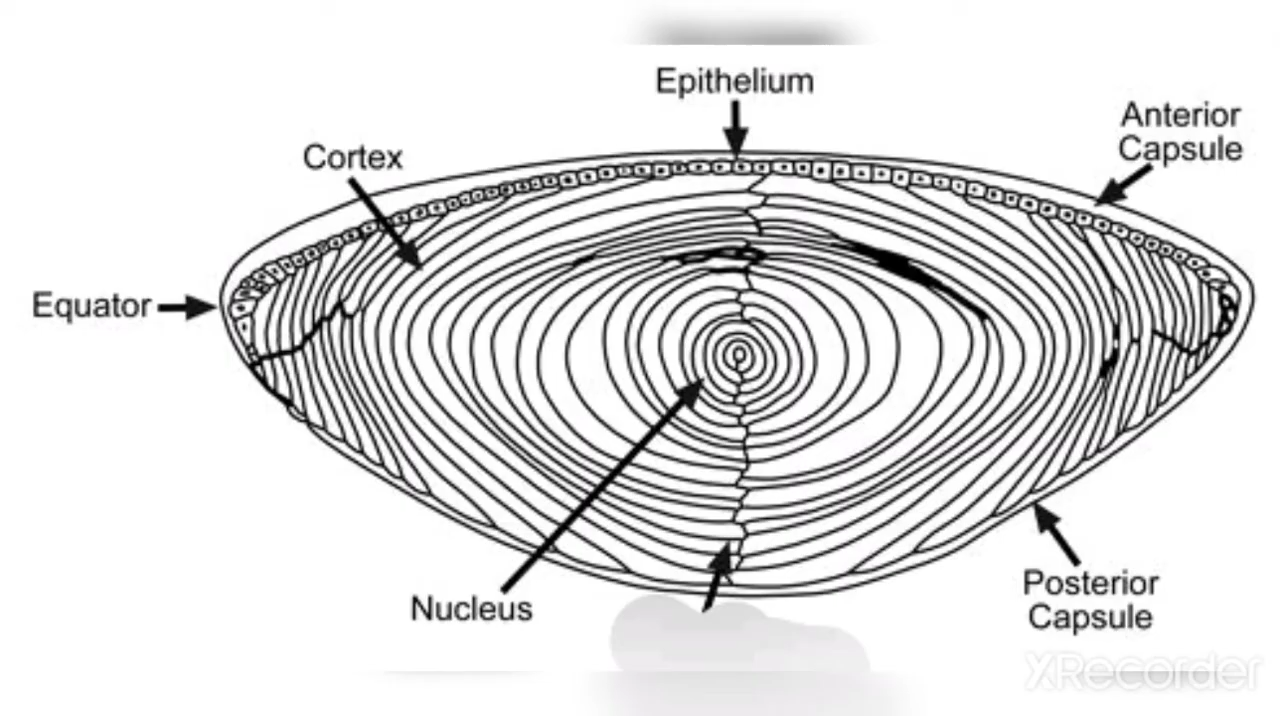 Epithelium
Anterior
Capsule
Cortex
Equator
Nucleus
Posterior
Capsule
XRecorder